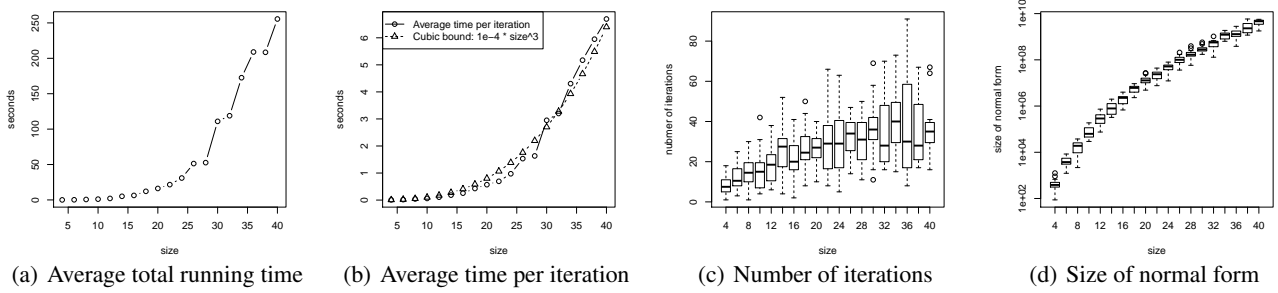 250
200
150
100
50
0
seconds
5 10 15 20 25 30 35 40
size
(a) Average total running time
Average time per iteration
Cubic bound: 1e-4 * size^3
6
5
4
3
2
1
0
seconds
5 10 15 20 25 30 35 40
size
(b) Average time per iteration
80
60
40
20
0
number of iterations
4 8 12 16 20 24 28 32 36 40
size
(c) Number of iterations
1e+10
1e+08
1e+06
1e+04
1e+02
size of normal form
4 8 12 16 20 24 28 32 36 40
size
(d) Size of normal form